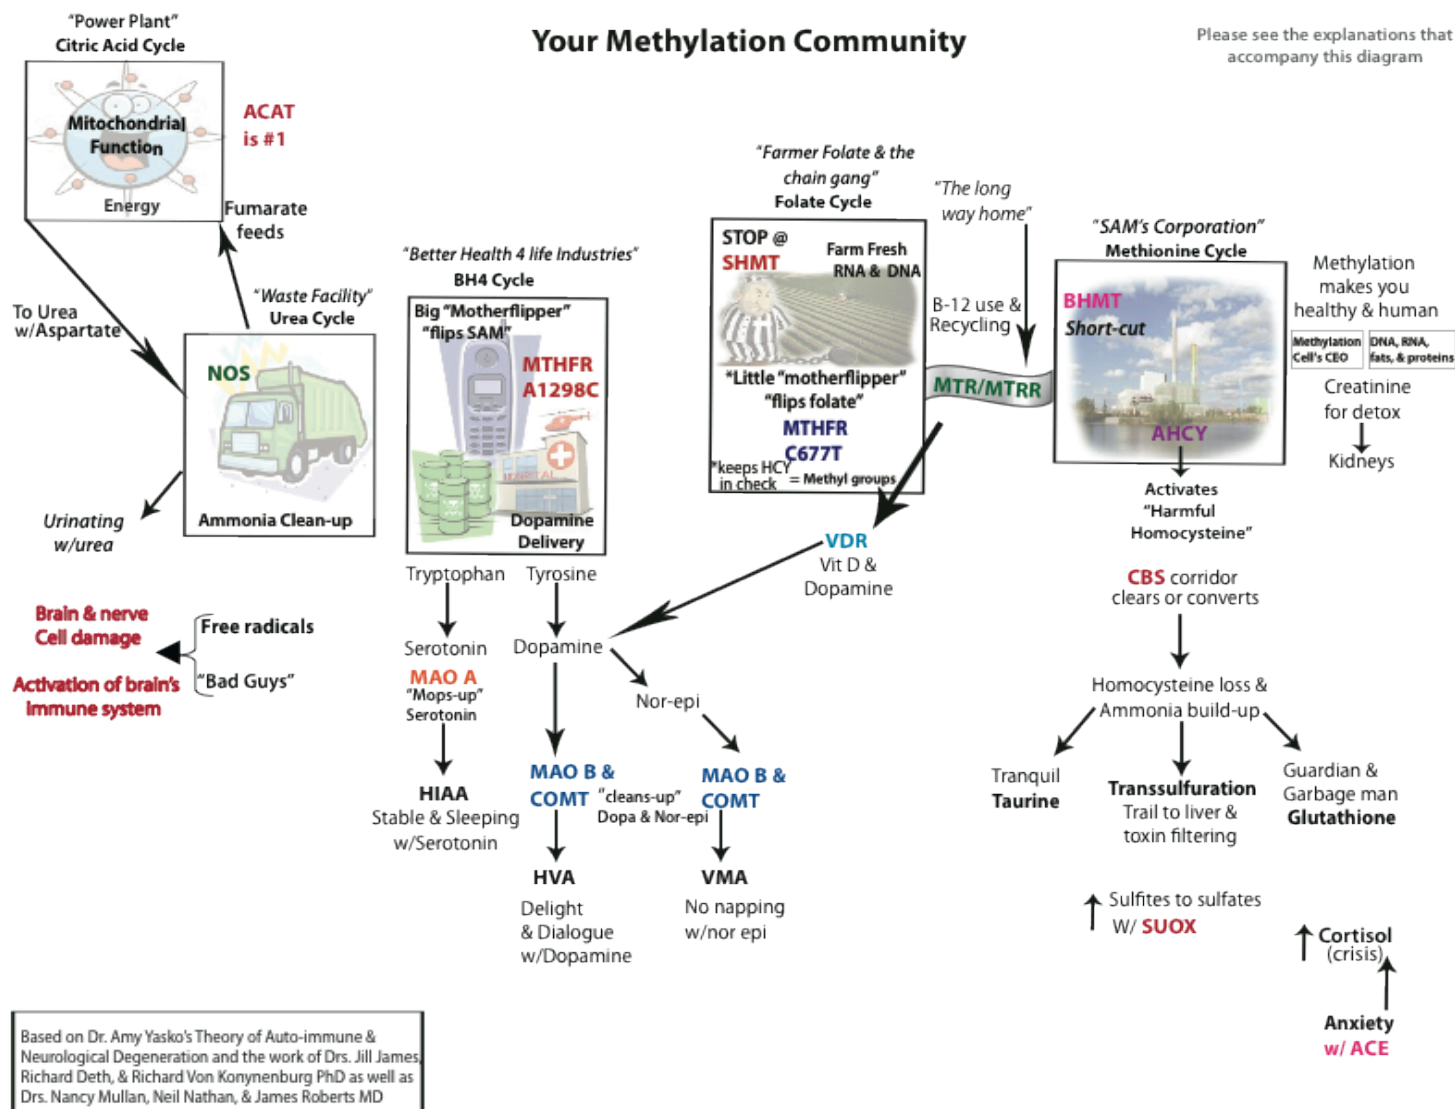 "Power Plant"
Citric Acid Cycle
Your Methylation Community
Please see the explanations that
accompany this diagram
Mitochondrial
Function
Energy
ACAT
is #1
Fumarate
feeds
To Urea
w/Aspartate
"Waste Facility"
Urea Cycle
NOS
Ammonia Clean-up
Urinating
w/urea
"Better Health 4 life Industries"
BH4 Cycle
Big "Motherflipper"
"flips SAM"
MTHFR
A1298C
HOSPITAL
Dopamine
Delivery
"Farmer Folate & the
chain gang"
Folate Cycle
STOP @
SHMT
Farm Fresh
RNA & DNA
*Little "motherflipper"
"flips folate"
MTHFR
C677T
*keeps HCY
in check
= Methyl groups
"The long
way home"
B-12 use &
Recycling
MTR/MTRR
"SAM's Corporation"
Methionine Cycle
BHMT
Short-cut
AHCY
Methylation
makes you
healthy & human
Methylation
Cell's CEO
DNA, RNA,
fats, & proteins
Creatinine
for detox
Kidneys
Activates
"Harmful
Homocysteine"
CBS corridor
clears or converts
Homocysteine loss &
Ammonia build-up
Tranquil
Taurine
Transsulfuration
Trail to liver &
toxin filtering
Guardian &
Garbage man
Glutathione
Sulfites to sulfates
W/ SUOX
Cortisol
(crisis)
Anxiety
w/ ACE
VDR
Vit D &
Dopamine
Tryptophan
Tyrosine
Serotonin
Dopamine
MAO A
"Mops-up"
Serotonin
Nor-epi
HIAA
Stable & Sleeping
w/Serotonin
MAO B &
COMT
"cleans-up"
Dopa & Nor-epi
MAO B &
COMT
HVA
Delight
& Dialogue
w/Dopamine
VMA
No napping
w/nor epi
Brain & nerve
Cell damage
Activation of brain's
immune system
Free radicals
"Bad Guys"
Based on Dr. Amy Yasko's Theory of Auto-immune &
Neurological Degeneration and the work of Drs. Jill James,
Richard Deth, & Richard Von Konynenburg PhD as well as
Drs. Nancy Mullan, Neil Nathan, & James Roberts MD